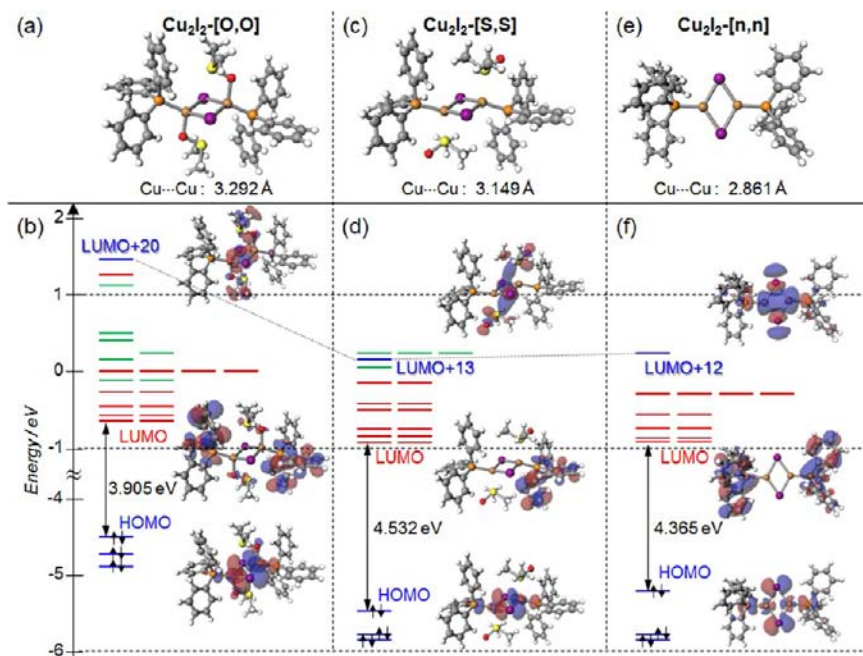 (a) Cu₂I₂-[O,O]
(c) Cu₂I₂-[S,S]
(e) Cu₂I₂-[n,n]
Cu···Cu : 3.292 Å
Cu···Cu : 3.149 Å
Cu···Cu : 2.861 Å
Energy / eV
2
1
0
-1
-4
-5
-6
(b)
LUMO+20
LUMO
3.905 eV
HOMO
(d)
LUMO+13
LUMO
4.532 eV
HOMO
(f)
LUMO+12
LUMO
4.365 eV
HOMO